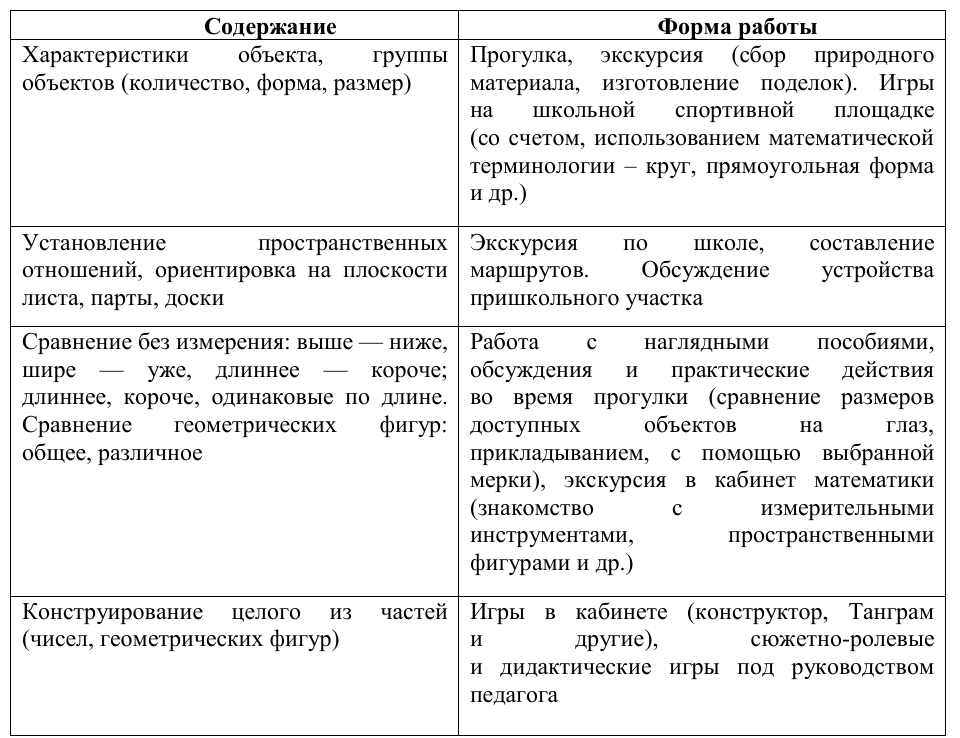 Содержание
Форма работы
Характеристики объекта, группы
объектов (количество, форма, размер)
Прогулка, экскурсия (сбор природного
материала, изготовление поделок). Игры
на школьной спортивной площадке
(со счетом, использованием математической
терминологии – круг, прямоугольная форма
и др.)
Установление пространственных
отношений, ориентировка на плоскости
листа, парты, доски
Экскурсия по школе, составление
маршрутов. Обсуждение устройства
пришкольного участка
Сравнение без измерения: выше — ниже,
шире — уже, длиннее — короче;
длиннее, короче, одинаковые по длине.
Сравнение геометрических фигур:
общее, различное
Работа с наглядными пособиями,
обсуждения и практические действия
во время прогулки (сравнение размеров
доступных объектов на глаз,
прикладыванием, с помощью выбранной
мерки), экскурсия в кабинет математики
(знакомство с измерительными
инструментами, пространственными
фигурами и др.)
Конструирование целого из частей
(чисел, геометрических фигур)
Игры в кабинете (конструктор, Танграм
и другие), сюжетно-ролевые
и дидактические игры под руководством
педагога